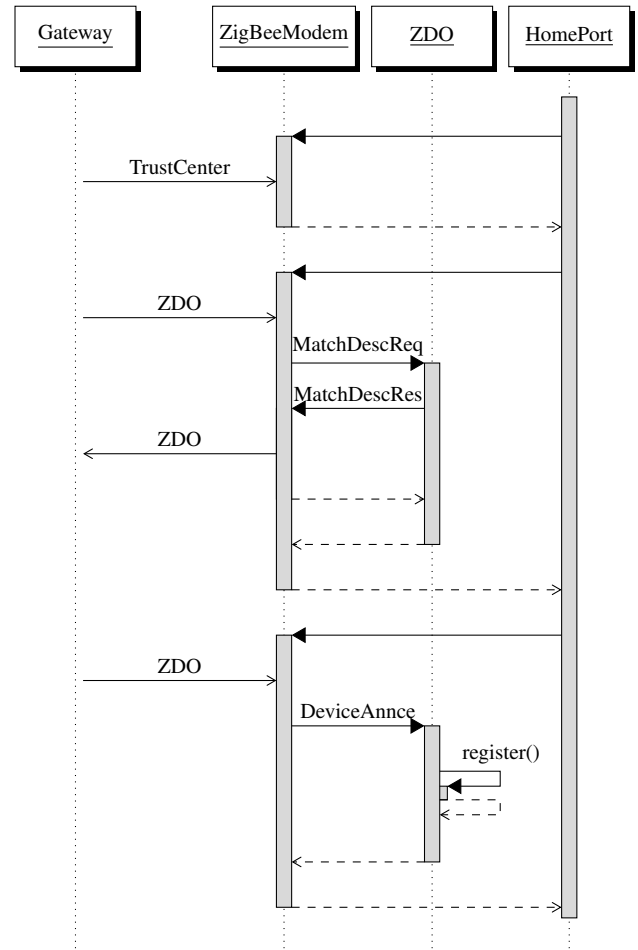 Gateway
ZigBeeModem
ZDO
HomePort
TrustCenter
ZDO
MatchDescReq
MatchDescRes
ZDO
ZDO
DeviceAnnce
register()